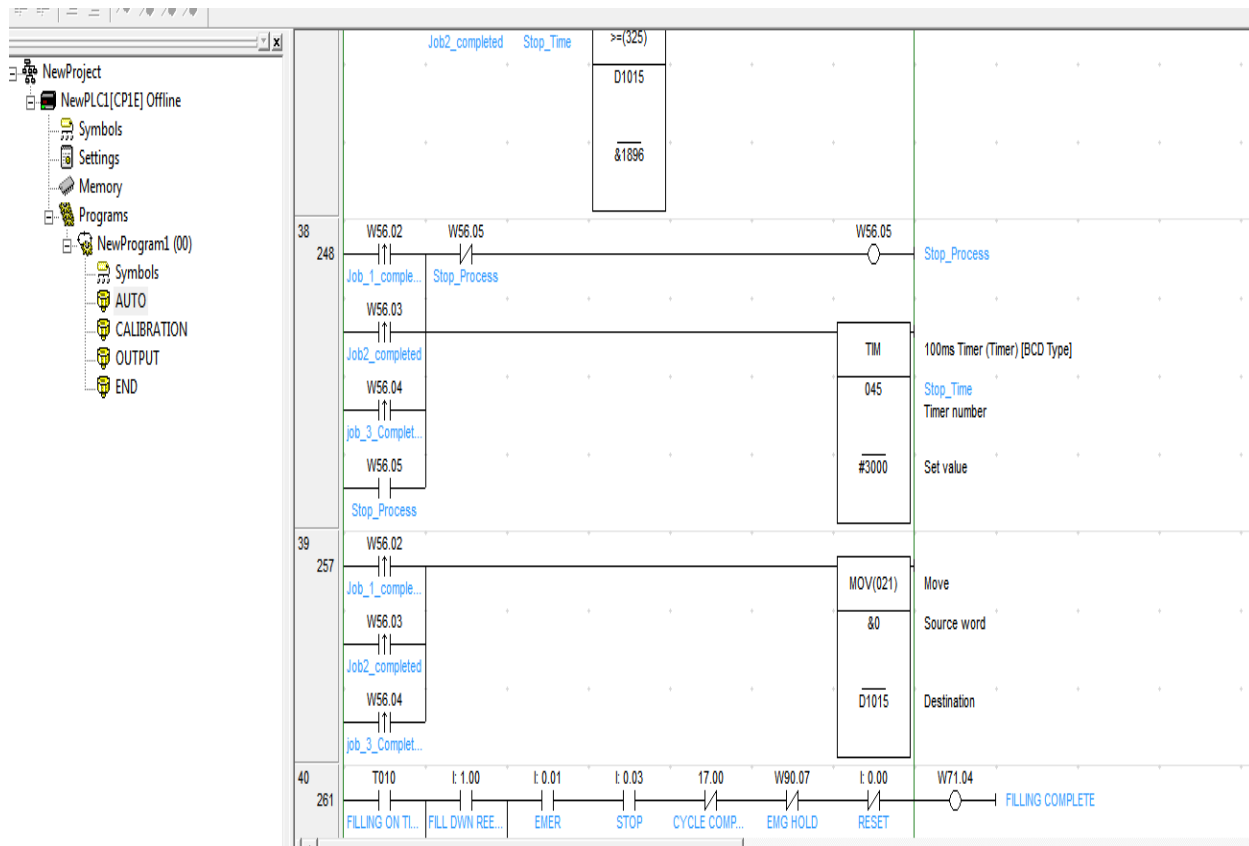 NewProject
NewPLC1[CP1E] Offline
Symbols
Settings
Memory
Programs
NewProgram1 (00)
Symbols
AUTO
CALIBRATION
OUTPUT
END
Job2_completed Stop_Time >=(325)
D1015
&1896
38 W56.02 W56.05 W56.05
248 Stop_Process
Job_1_comple... Stop_Process
W56.03
Job2_completed TIM 100ms Timer (Timer) [BCD Type]
W56.04 045 Stop_Time
Timer number
job_3_Complet...
W56.05 #3000 Set value
Stop_Process
39 W56.02
257
Job_1_comple... MOV(021) Move
W56.03 &0 Source word
Job2_completed
W56.04 D1015 Destination
job_3_Complet...
40 T010 I: 1.00 I: 0.01 I: 0.03 17.00 W90.07 I: 0.00 W71.04
261 FILLING COMPLETE
FILLING ON TI... FILL DWN REE... EMER STOP CYCLE COMP... EMG HOLD RESET